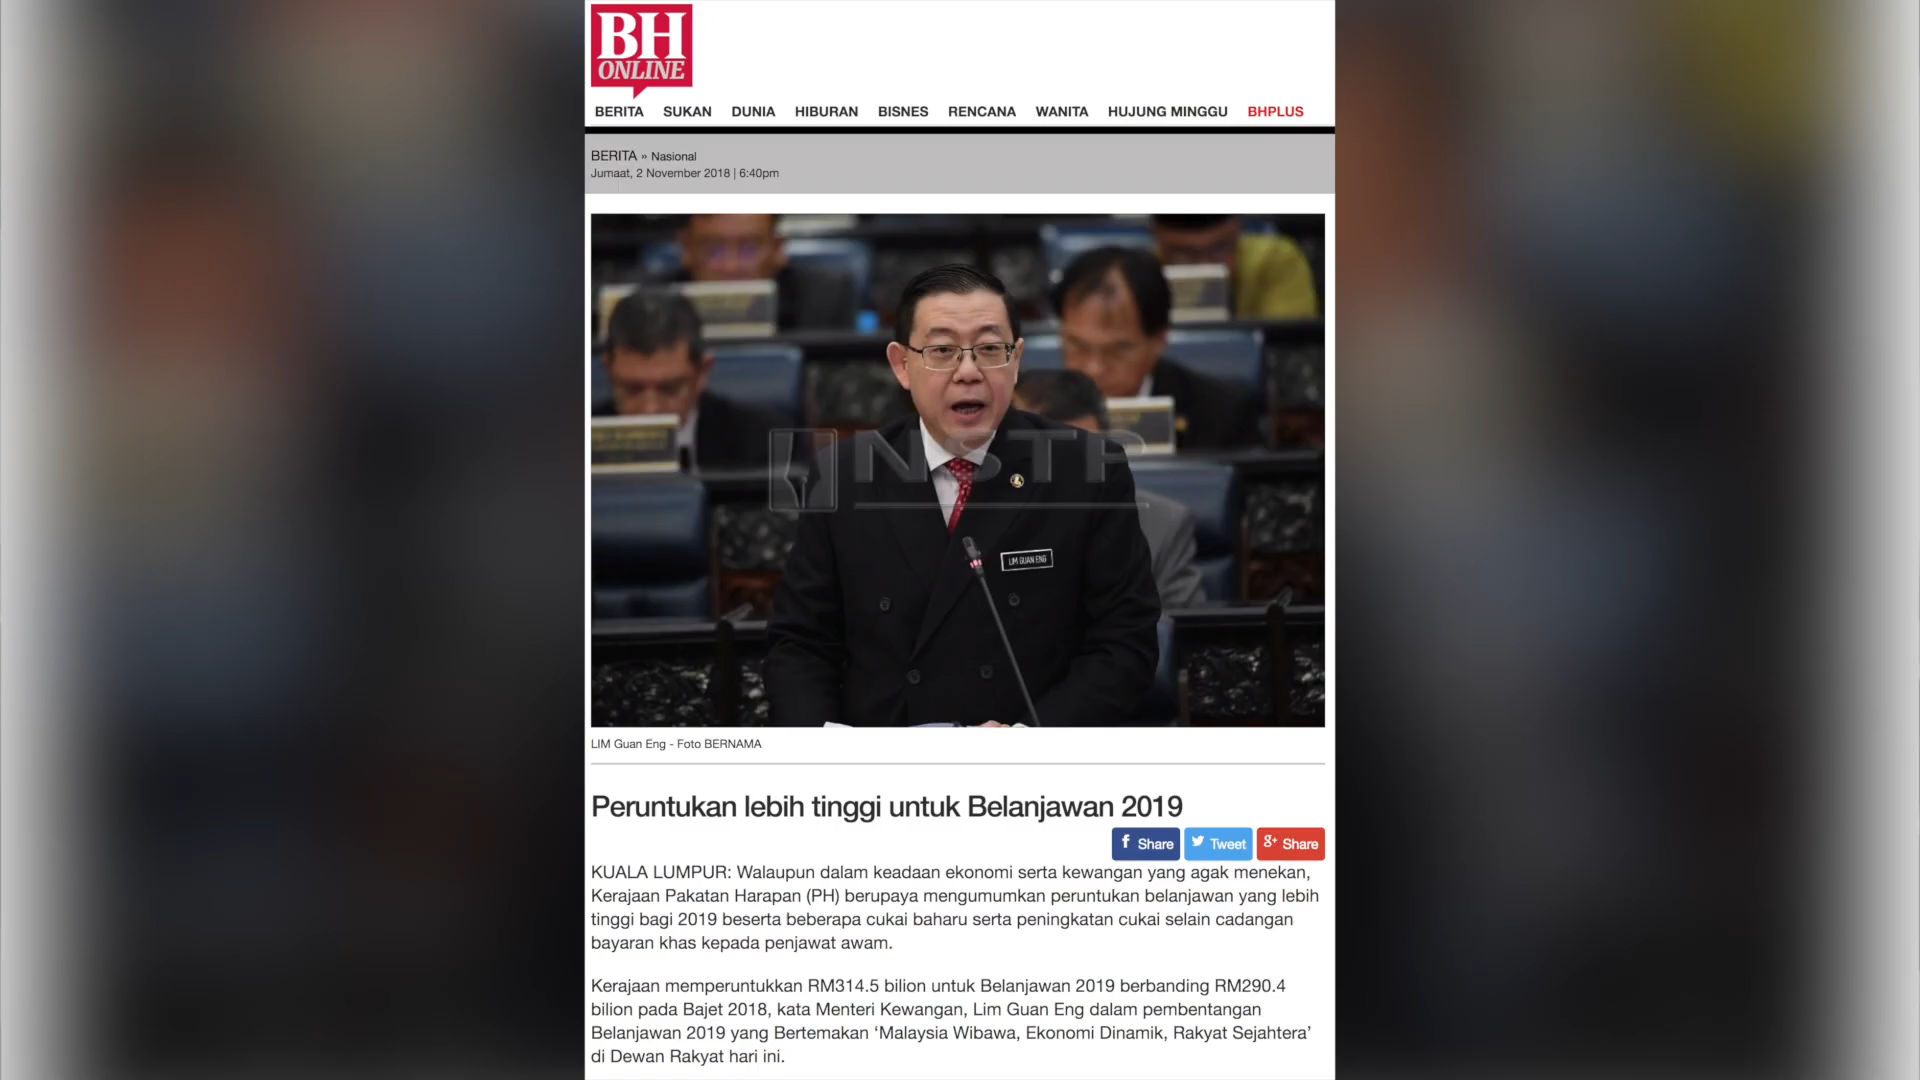 BH
ONLINE
BERITA SUKAN DUNIA HIBURAN BISNES RENCANA WANITA HUJUNG MINGGU BHPLUS
BERITA » Nasional
Jumaat, 2 November 2018 | 6:40pm
NSTP
LIM GUAN ENG
LIM Guan Eng - Foto BERNAMA
Peruntukan lebih tinggi untuk Belanjawan 2019
f Share Tweet g+ Share
KUALA LUMPUR: Walaupun dalam keadaan ekonomi serta kewangan yang agak menekan,
Kerajaan Pakatan Harapan (PH) berupaya mengumumkan peruntukan belanjawan yang lebih
tinggi bagi 2019 beserta beberapa cukai baharu serta peningkatan cukai selain cadangan
bayaran khas kepada penjawat awam.
Kerajaan memperuntukkan RM314.5 bilion untuk Belanjawan 2019 berbanding RM290.4
bilion pada Bajet 2018, kata Menteri Kewangan, Lim Guan Eng dalam pembentangan
Belanjawan 2019 yang Bertemakan ‘Malaysia Wibawa, Ekonomi Dinamik, Rakyat Sejahtera’
di Dewan Rakyat hari ini.